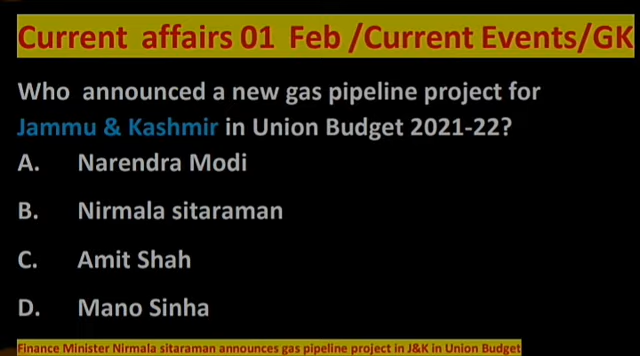 Current affairs 01 Feb /Current Events/GK
Who announced a new gas pipeline project for
Jammu & Kashmir in Union Budget 2021-22?
A. Narendra Modi
B. Nirmala sitaraman
C. Amit Shah
D. Mano Sinha
Finance Minister Nirmala sitaraman announces gas pipeline project in J&K in Union Budget